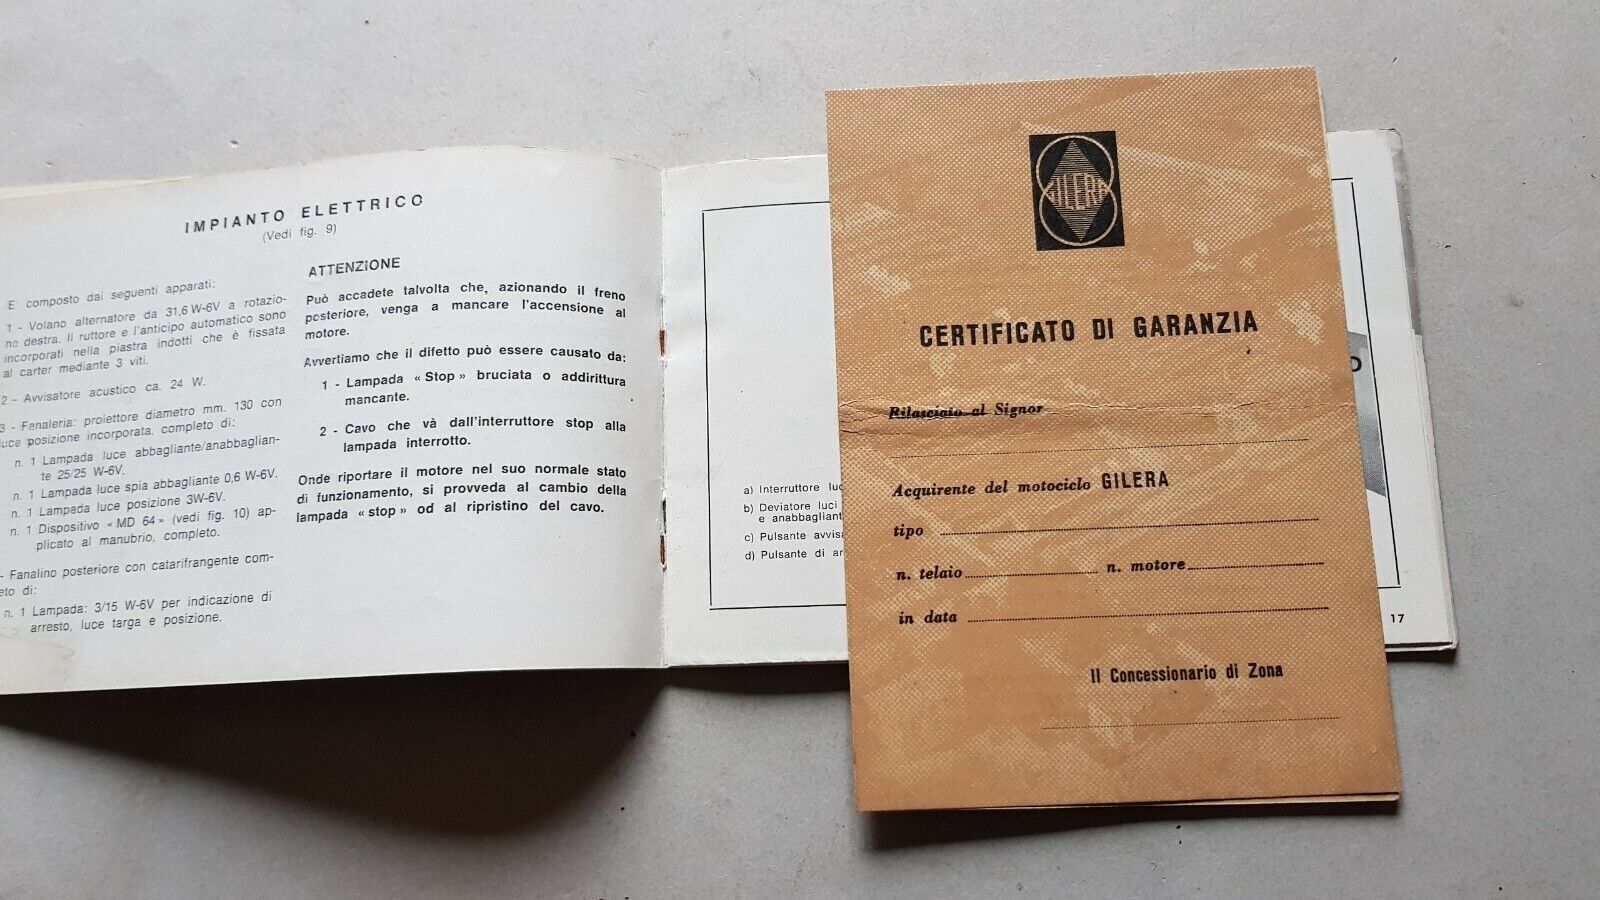 IMPIANTO ELETTRICO
(Vedi fig. 9)
E composto dai seguenti apparati:
1 - Volano alternatore da 31,6 W-6V a rotazio-
ne destra. Il ruttore e l'anticipo automatico sono
incorporati nella piastra indotti che è fissata
al carter mediante 3 viti.
2 - Avvisatore acustico ca. 24 W.
3 - Fanaleria: proiettore diametro mm. 130 con
luce posizione incorporata, completo di:
n. 1 Lampada luce abbagliante/anabbaglian-
te 25/25 W-6V.
n. 1 Lampada luce spia abbagliante 0,6 W-6V.
n. 1 Lampada luce posizione 3W-6V.
n. 1 Dispositivo « MD 64 » (vedi fig. 10) ap-
plicato al manubrio, completo.
- Fanalino posteriore con catarifrangente com-
eto di:
n. 1 Lampada: 3/15 W-6V per indicazione di
arresto, luce targa e posizione.
ATTENZIONE
Può accadete talvolta che, azionando il freno
posteriore, venga a mancare l'accensione al
motore.
Avvertiamo che il difetto può essere causato da:
1 - Lampada « Stop » bruciata o addirittura
mancante.
2 - Cavo che và dall'interruttore stop alla
lampada interrotto.
Onde riportare il motore nel suo normale stato
di funzionamento, si provveda al cambio della
lampada « stop » od al ripristino del cavo.
a) Interruttore luc
b) Deviatore luci
e anabbagliant
c) Pulsante avvisa
d) Pulsante di ar
D
17
GILERA
CERTIFICATO DI GARANZIA
Rilasciato al Signor
Acquirente del motociclo GILERA
tipo
n. telaio n. motore
in data
Il Concessionario di Zona